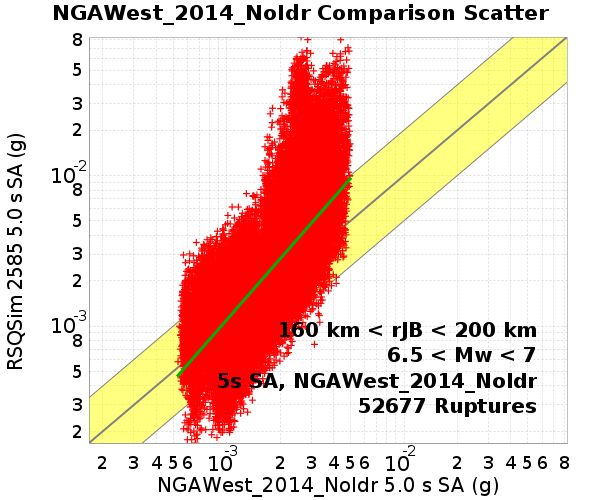 NGAWest_2014_NoIdr Comparison Scatter
RSQSim 2585 5.0 s SA (g)
8
5
3
2
10-2
8
5
3
2
10-3
8
5
3
2
160 km < rJB < 200 km
6.5 < Mw < 7
5s SA, NGAWest_2014_NoIdr
52677 Ruptures
2 3 4 5 6 10-3 2 3 4 5 6 10-2 2 3 4 5 6 8
NGAWest_2014_NoIdr 5.0 s SA (g)